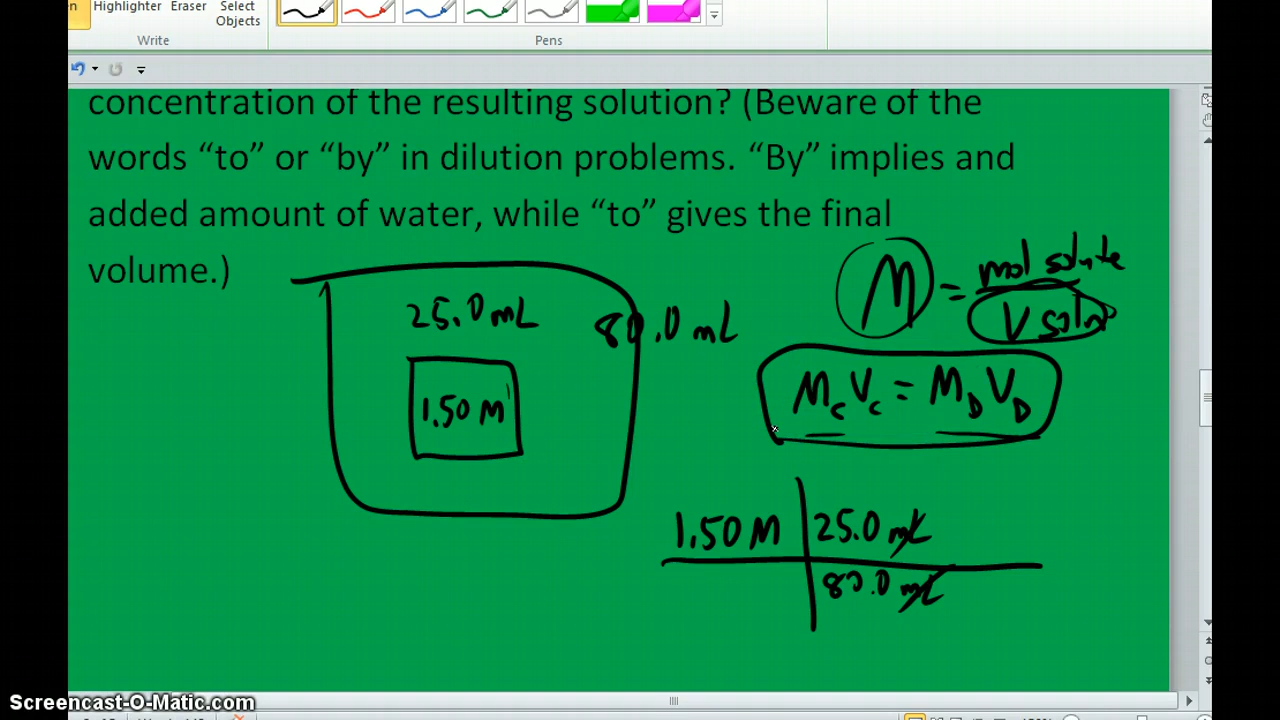 Highlighter Eraser Select
Objects
Write
Pens
concentration of the resulting solution? (Beware of the
words “to” or “by” in dilution problems. “By” implies and
added amount of water, while “to” gives the final
volume.)
25.0 mL
80.0 mL
1.50 M
M = mol solute
V soln
McVc = MDVD
1.50 M 25.0 mL
80.0 mL
Screencast-O-Matic.com